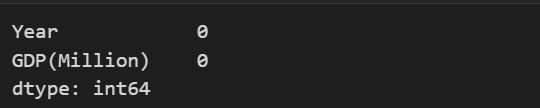 Year 0
GDP(Million) 0
dtype: int64